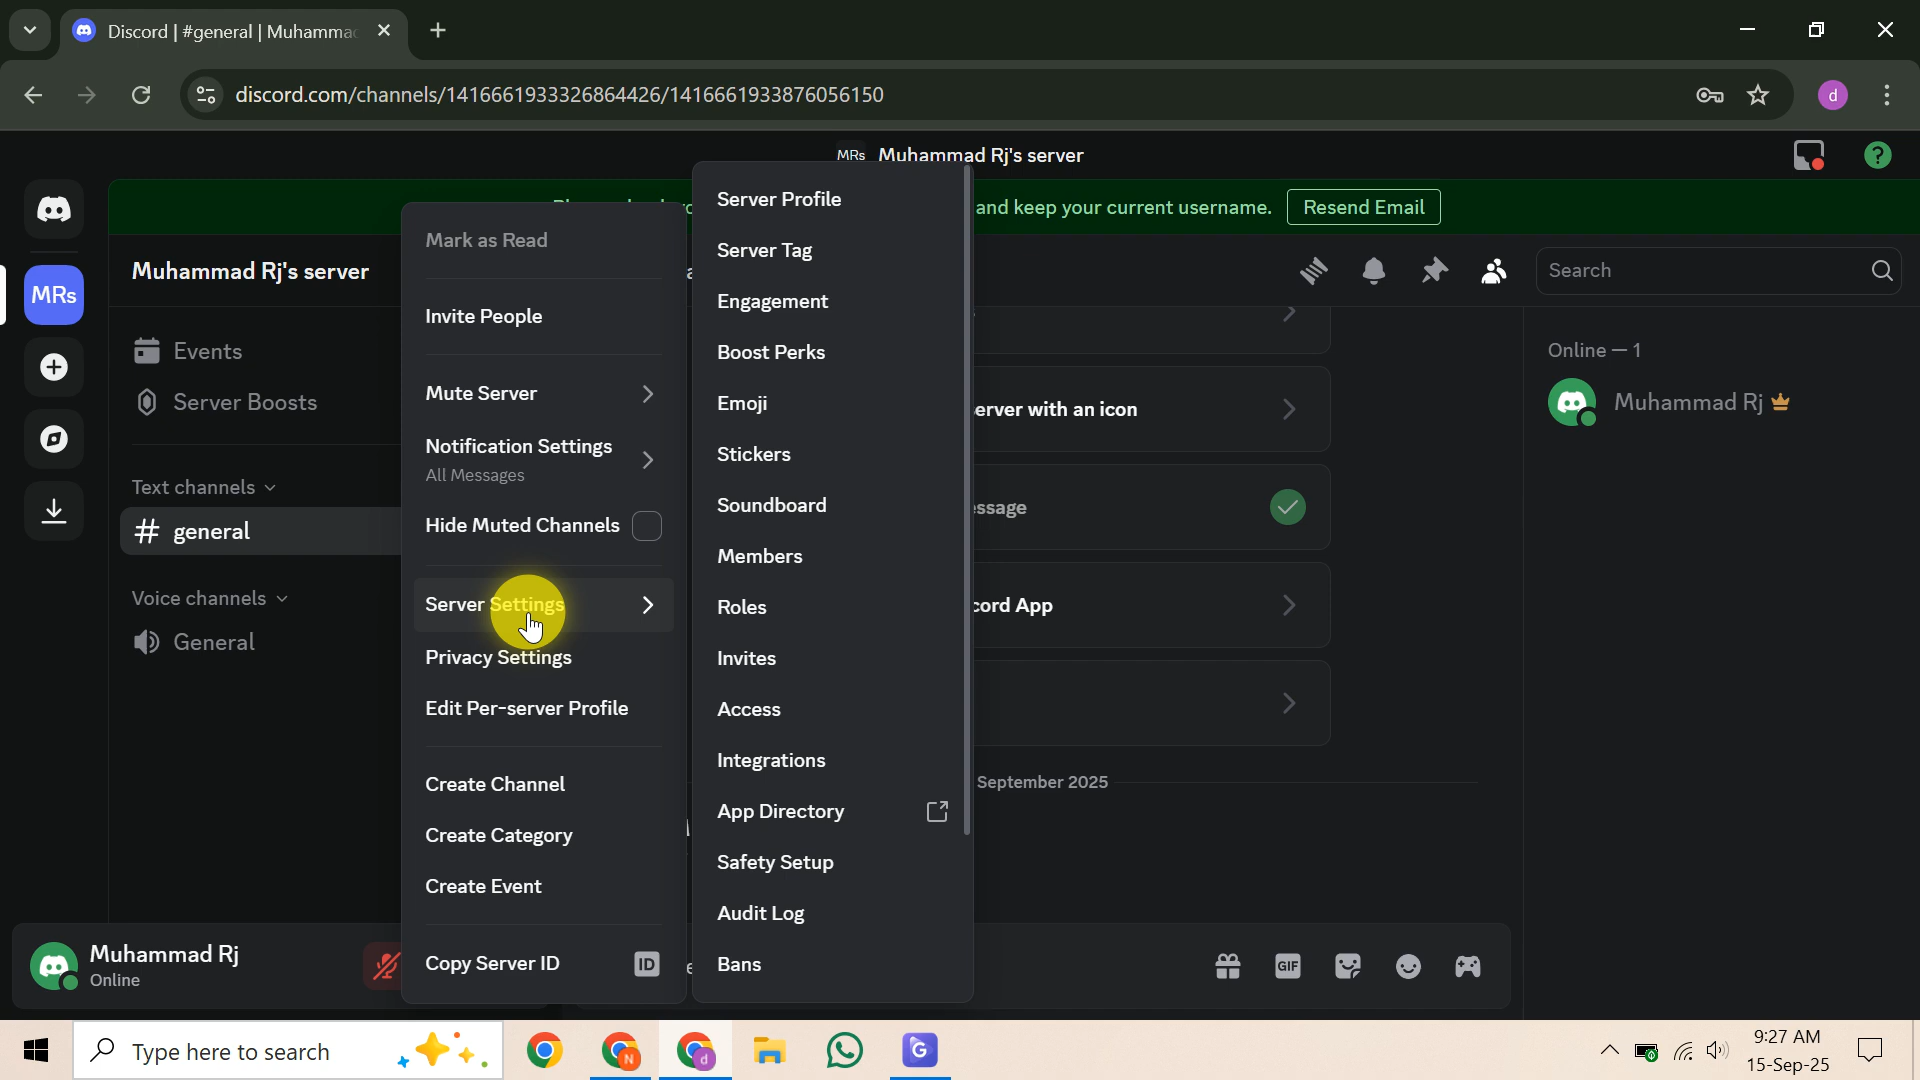 Discord | #general | Muhammad
discord.com/channels/1416661933326864426/1416661933876056150
d
MRs Muhammad Rj's server
and keep your current username.
Resend Email
MRs
Muhammad Rj's server
Events
Server Boosts
Text channels
general
Voice channels
General
Muhammad Rj
Online
Mark as Read
Invite People
Mute Server
Notification Settings
All Messages
Hide Muted Channels
Server Settings
Privacy Settings
Edit Per-server Profile
Create Channel
Create Category
Create Event
Copy Server ID
ID
Server Profile
Server Tag
Engagement
Boost Perks
Emoji
Stickers
Soundboard
Members
Roles
Invites
Access
Integrations
App Directory
Safety Setup
Audit Log
Bans
erver with an icon
ssage
cord App
September 2025
GIF
Search
Online — 1
Muhammad Rj
Type here to search
N
d
G
9:27 AM
15-Sep-25